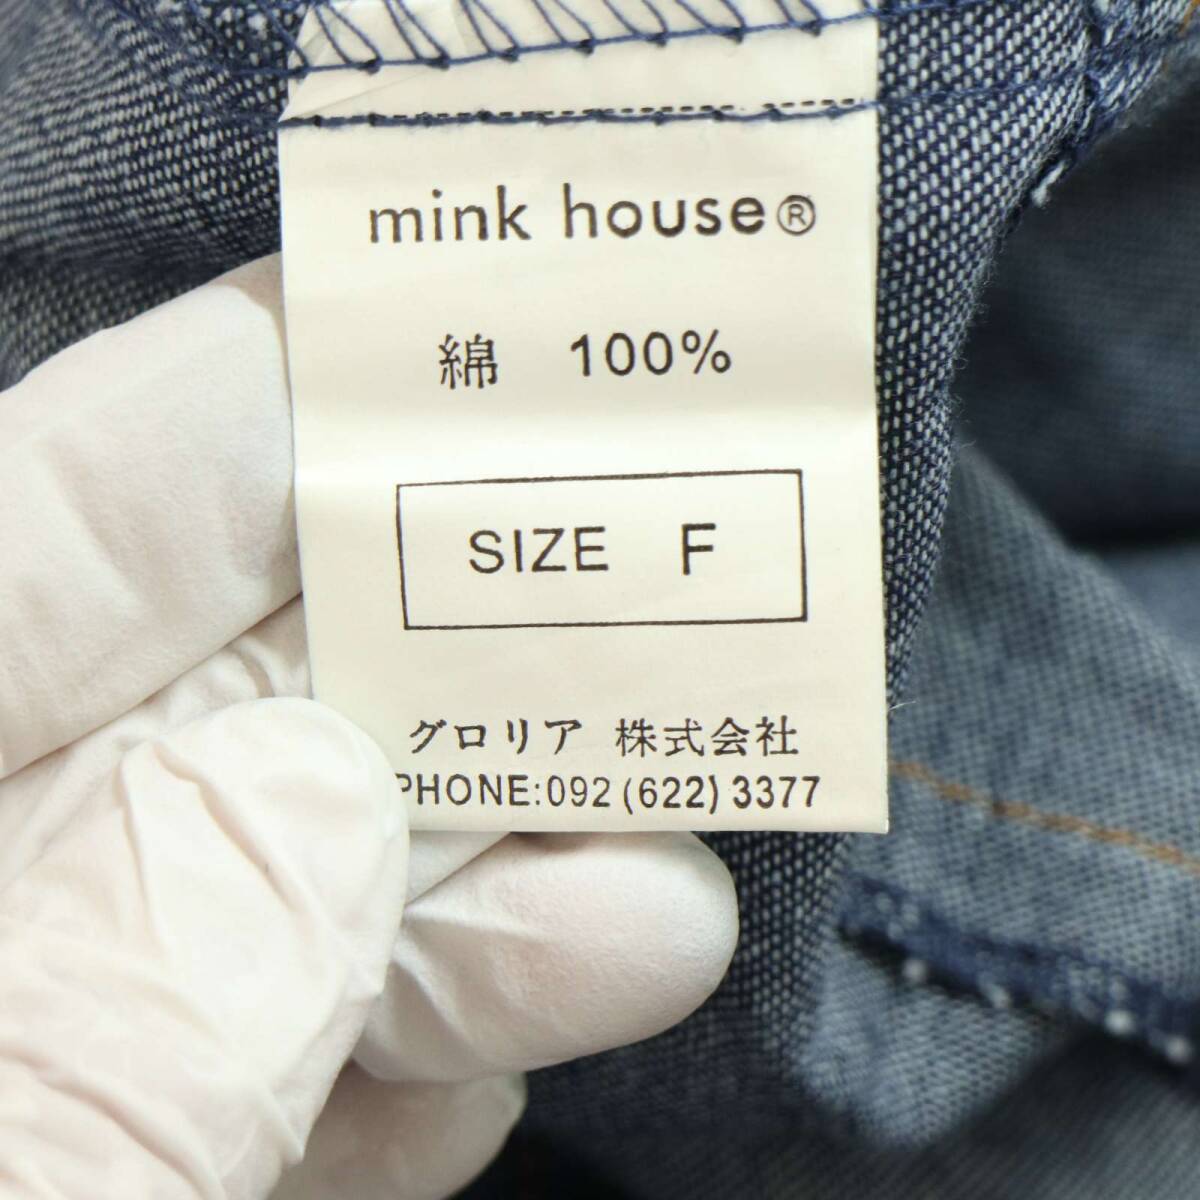 mink house®
綿 100%
SIZE F
グロリア 株式会社
PHONE:092(622)3377